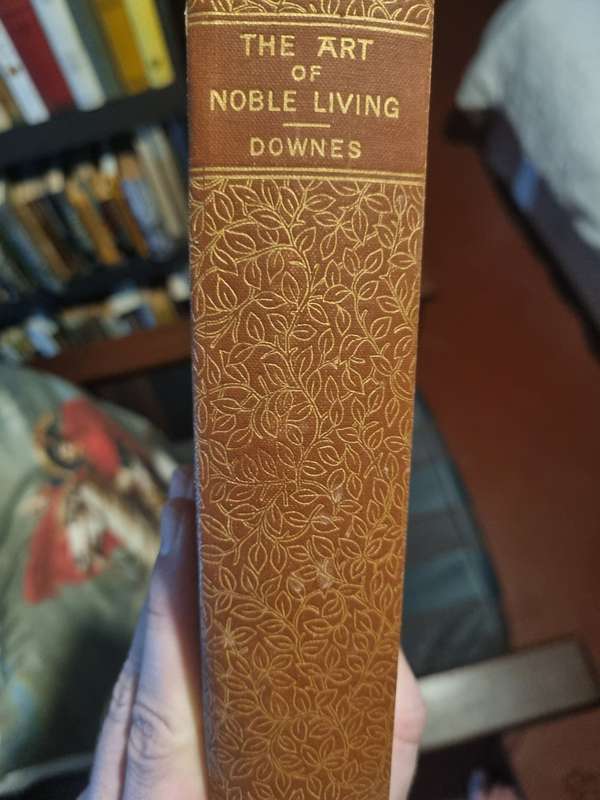 THE ART
OF
NOBLE LIVING
DOWNES